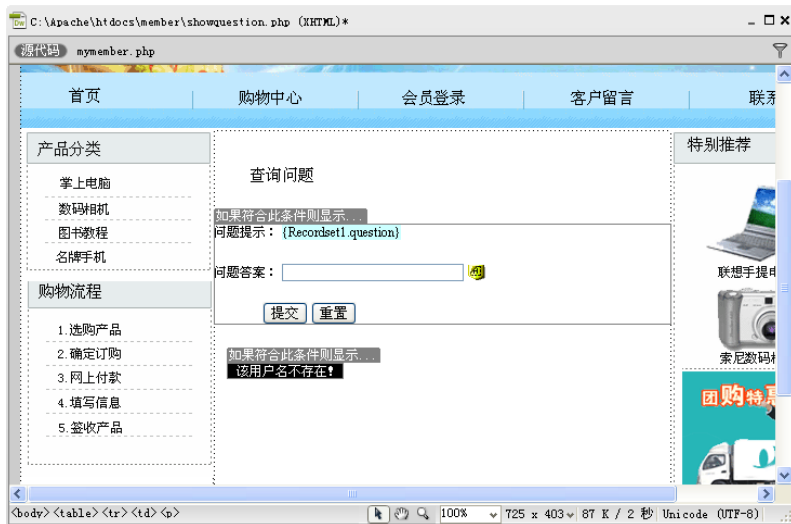 C:\Apache\htdocs\member\showquestion.php (XHTML)*
源代码 mymember.php
首页 购物中心 会员登录 客户留言 联系
产品分类
掌上电脑
数码相机
图书教程
名牌手机
购物流程
1.选购产品
2.确定订购
3.网上付款
4.填写信息
5.签收产品
查询问题
如果符合此条件则显示...
问题提示： {Recordset1.question}
问题答案：
提交 重置
如果符合此条件则显示...
该用户名不存在！
特别推荐
联想手提电
索尼数码相
团购特惠
<body> <table> <tr> <td> <p>
100% 725 x 403 87 K / 2 秒 Unicode (UTF-8)